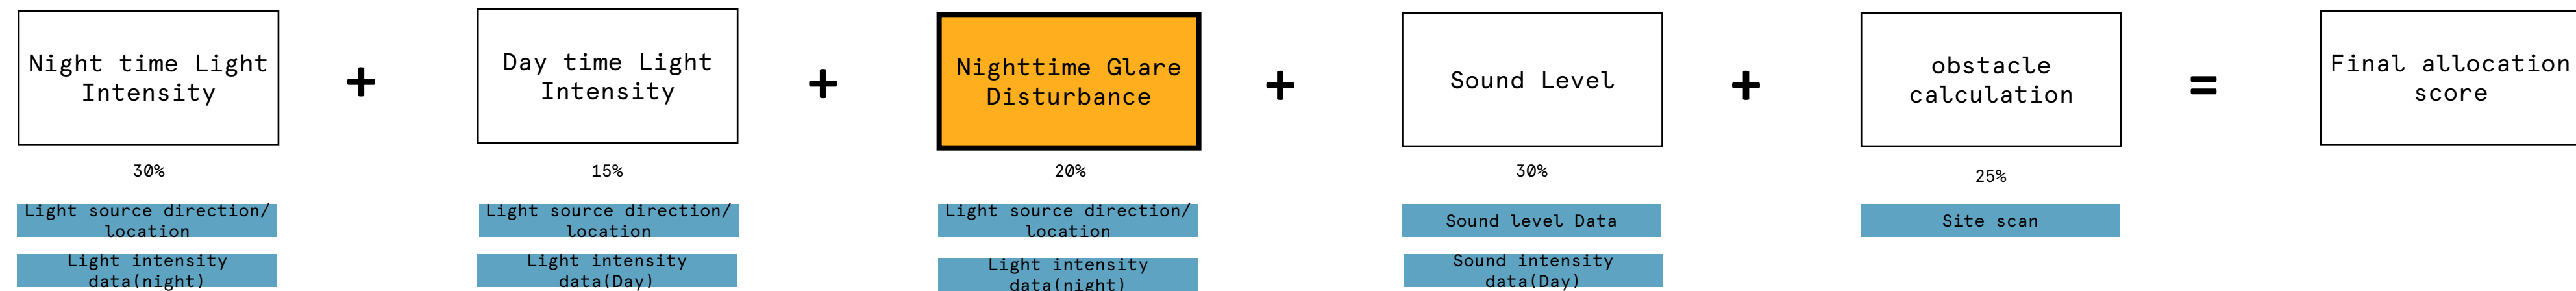 Night time Light
Intensity
+
Day time Light
Intensity
+
Nighttime Glare
Disturbance
+
Sound Level
+
obstacle
calculation
=
Final allocation
score
30%
15%
20%
30%
25%
Light source direction/
location
Light source direction/
location
Light source direction/
location
Sound level Data
Site scan
Light intensity
data(night)
Light intensity
data(Day)
Light intensity
data(night)
Sound intensity
data(Day)